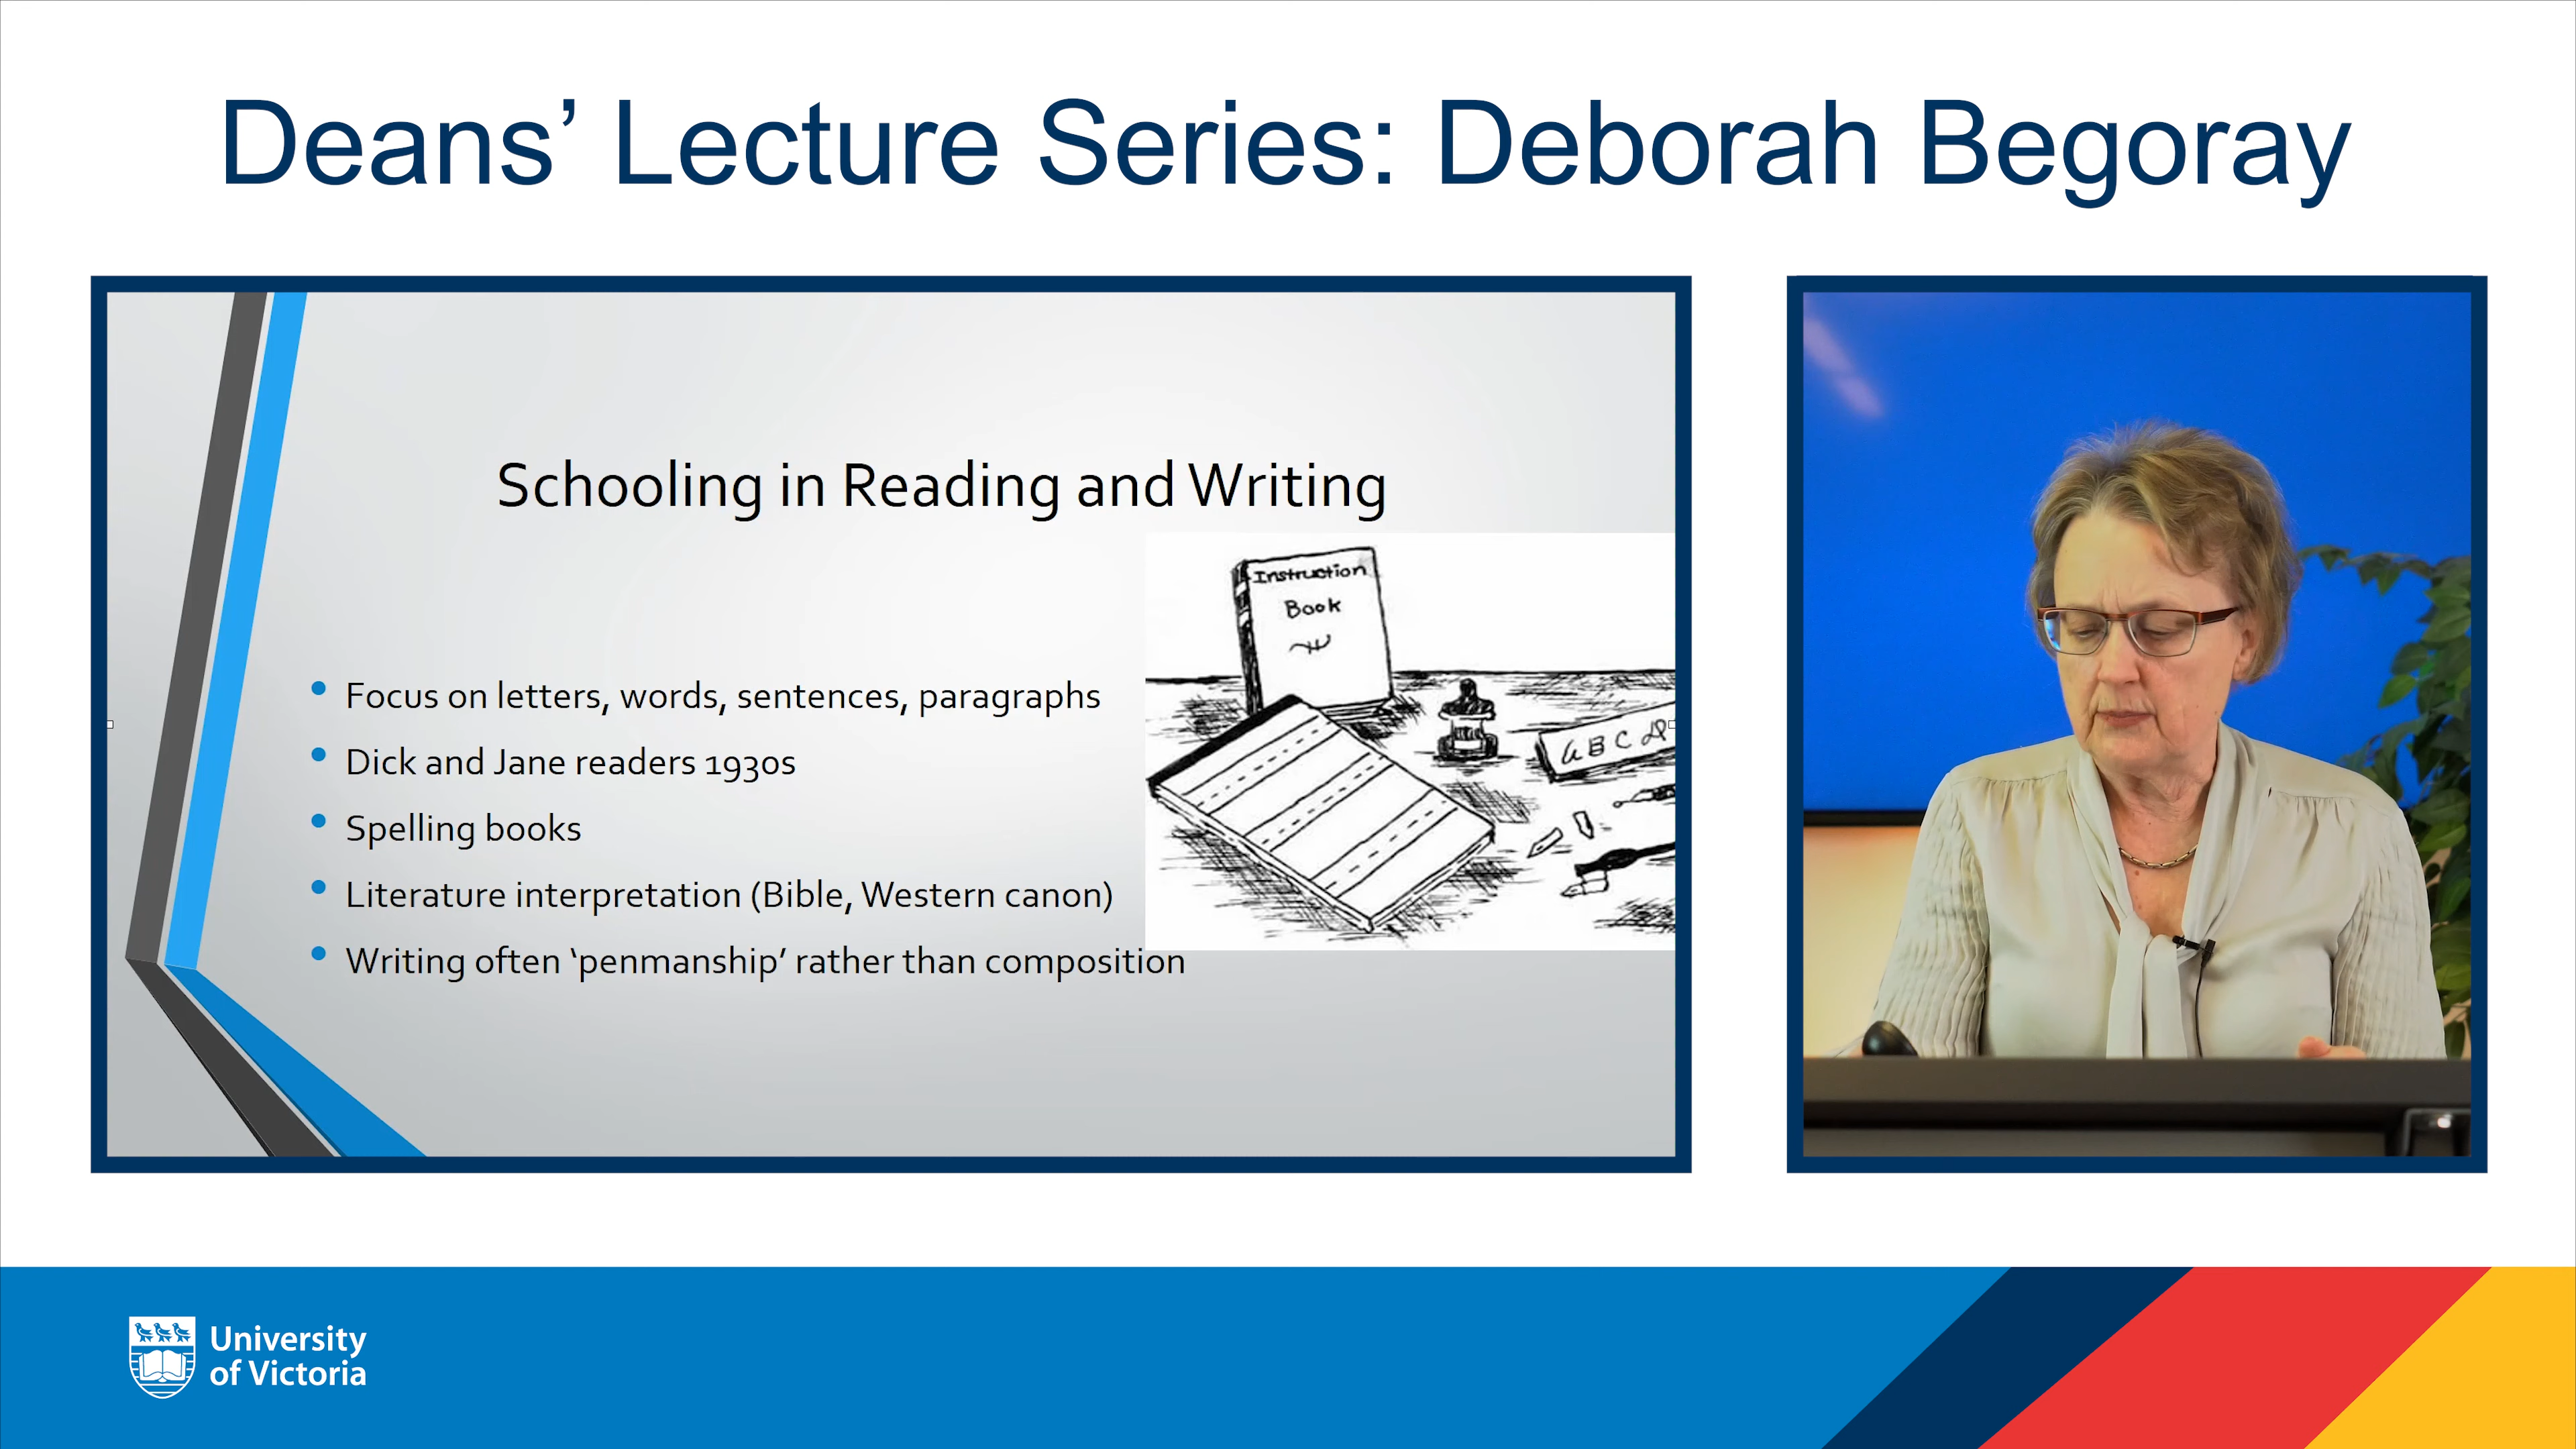 Deans’ Lecture Series: Deborah Begoray
Schooling in Reading and Writing
Instruction
Book
A B C D
• Focus on letters, words, sentences, paragraphs
• Dick and Jane readers 1930s
• Spelling books
• Literature interpretation (Bible, Western canon)
• Writing often ‘penmanship’ rather than composition
University
of Victoria